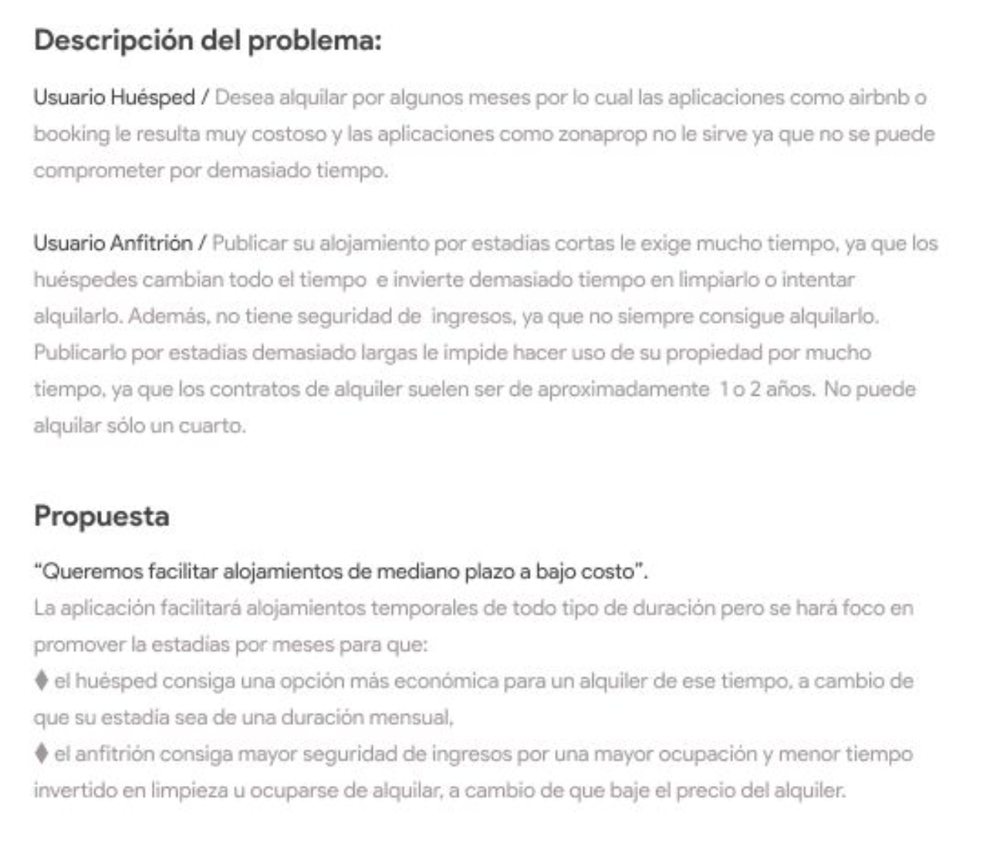 Descripción del problema:
Usuario Huésped / Desea alquilar por algunos meses por lo cual las aplicaciones como airbnb o
booking le resulta muy costoso y las aplicaciones como zonaprop no le sirve ya que no se puede
comprometer por demasiado tiempo.
Usuario Anfitrión / Publicar su alojamiento por estadías cortas le exige mucho tiempo, ya que los
huéspedes cambian todo el tiempo  e invierte demasiado tiempo en limpiarlo o intentar
alquilarlo. Además, no tiene seguridad de  ingresos, ya que no siempre consigue alquilarlo.
Publicarlo por estadías demasiado largas le impide hacer uso de su propiedad por mucho
tiempo, ya que los contratos de alquiler suelen ser de aproximadamente  1 o 2 años.  No puede
alquilar sólo un cuarto.
Propuesta
“Queremos facilitar alojamientos de mediano plazo a bajo costo”.
La aplicación facilitará alojamientos temporales de todo tipo de duración pero se hará foco en
promover la estadías por meses para que:
♦ el huésped consiga una opción más económica para un alquiler de ese tiempo, a cambio de
que su estadía sea de una duración mensual,
♦ el anfitrión consiga mayor seguridad de ingresos por una mayor ocupación y menor tiempo
invertido en limpieza u ocuparse de alquilar, a cambio de que baje el precio del alquiler.